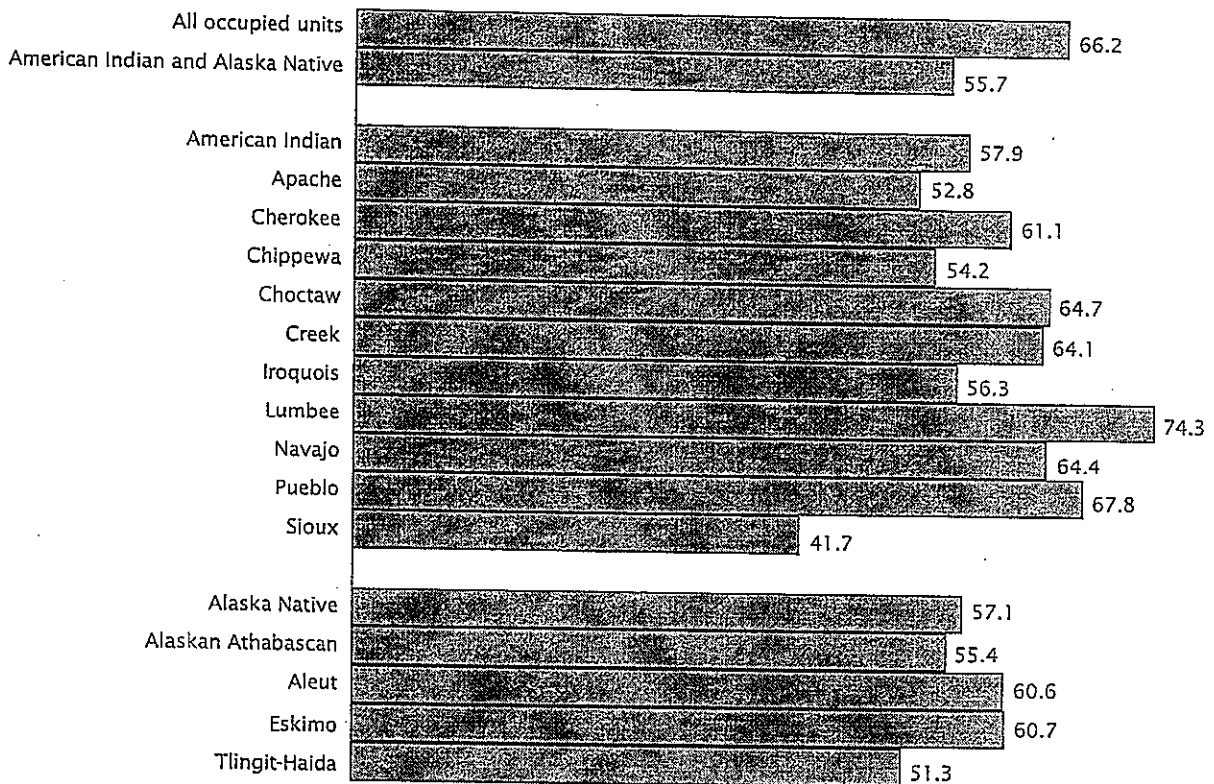 All occupied units 66.2
American Indian and Alaska Native 55.7
American Indian 57.9
Apache 52.8
Cherokee 61.1
Chippewa 54.2
Choctaw 64.7
Creek 64.1
Iroquois 56.3
Lumbee 74.3
Navajo 64.4
Pueblo 67.8
Sioux 41.7
Alaska Native 57.1
Alaskan Athabascan 55.4
Aleut 60.6
Eskimo 60.7
Tlingit-Haida 51.3